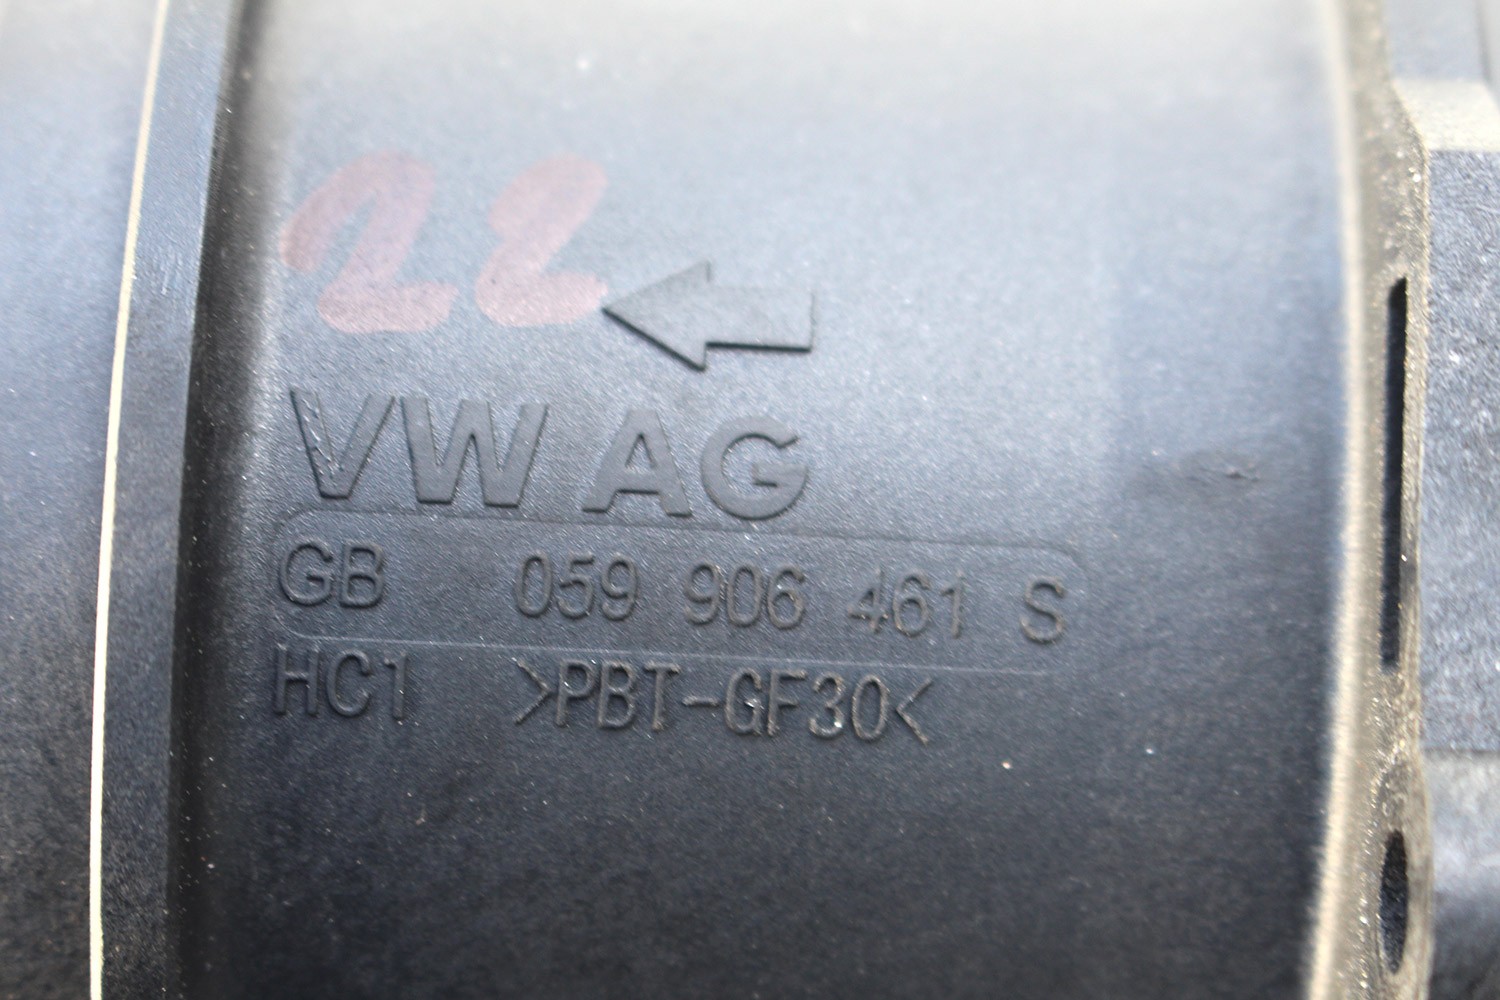 22
VW AG
GB 059 906 461 S
HC1 >PBT-GF30<